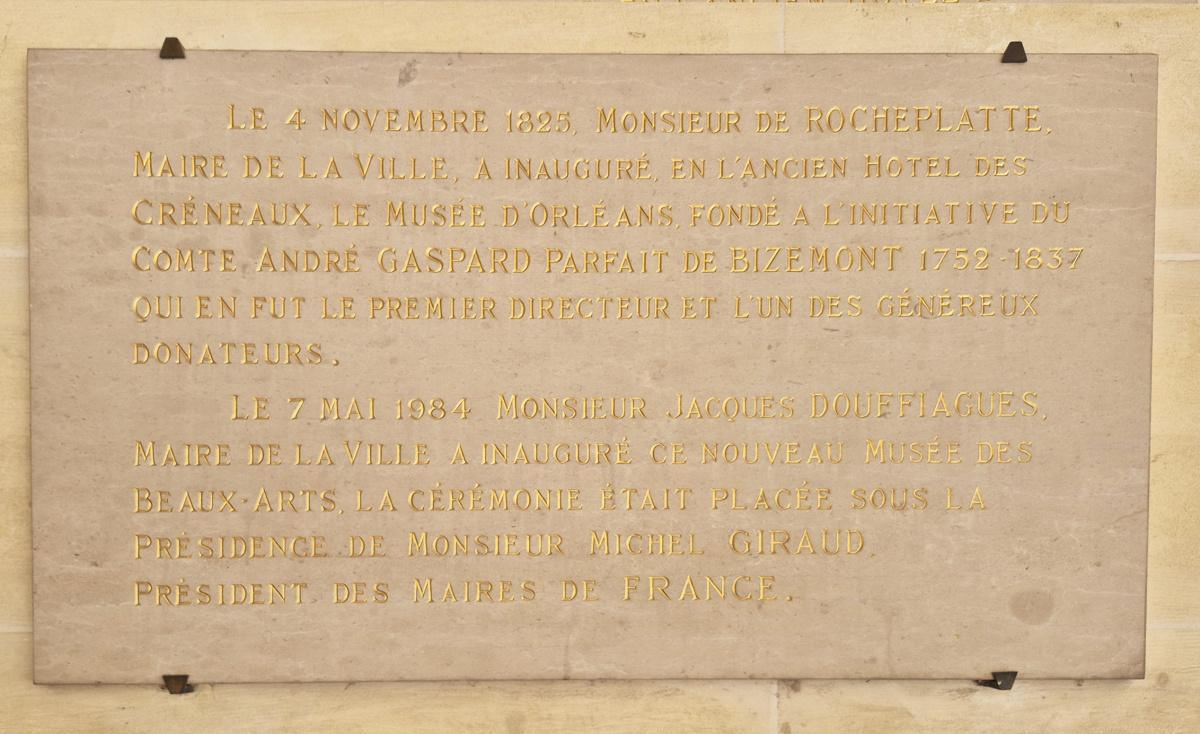 LE 4 NOVEMBRE 1825, MONSIEUR DE ROCHEPLATTE,
MAIRE DE LA VILLE, A INAUGURÉ, EN L'ANCIEN HOTEL DES
CRÉNEAUX, LE MUSÉE D'ORLÉANS, FONDÉ A L'INITIATIVE DU
COMTE ANDRÉ GASPARD PARFAIT DE BIZEMONT 1752-1837
QUI EN FUT LE PREMIER DIRECTEUR ET L'UN DES GÉNÉREUX
DONATEURS.
LE 7 MAI 1984 MONSIEUR JACQUES DOUFFIAGUES,
MAIRE DE LA VILLE A INAUGURÉ CE NOUVEAU MUSÉE DES
BEAUX-ARTS, LA CÉRÉMONIE ÉTAIT PLACÉE SOUS LA
PRÉSIDENCE DE MONSIEUR MICHEL GIRAUD,
PRÉSIDENT DES MAIRES DE FRANCE.